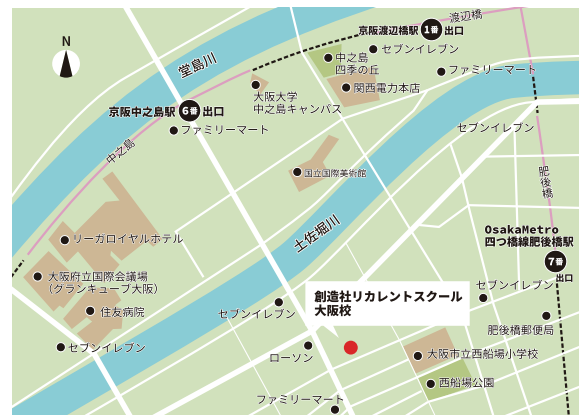 N
堂島川
京阪渡辺橋駅 1番 出口
渡辺橋
セブンイレブン
中之島
四季の丘
ファミリーマート
関西電力本店
大阪大学
中之島キャンパス
京阪中之島駅 6番 出口
ファミリーマート
セブンイレブン
中之島
国立国際美術館
肥後橋
土佐堀川
OsakaMetro
四つ橋線肥後橋駅
7番
出口
リーガロイヤルホテル
大阪府立国際会議場
（グランキューブ大阪）
住友病院
セブンイレブン
セブンイレブン
創造社リカレントスクール
大阪校
セブンイレブン
肥後橋郵便局
ローソン
大阪市立西船場小学校
西船場公園
ファミリーマート